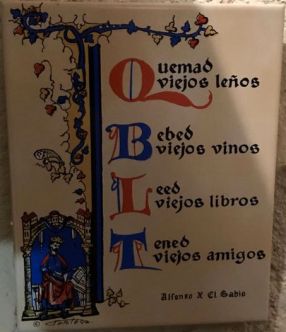 Quemad
viejos leños
Bebed
viejos vinos
Leed
viejos libros
Tened
viejos amigos
Alfonso X El Sabio